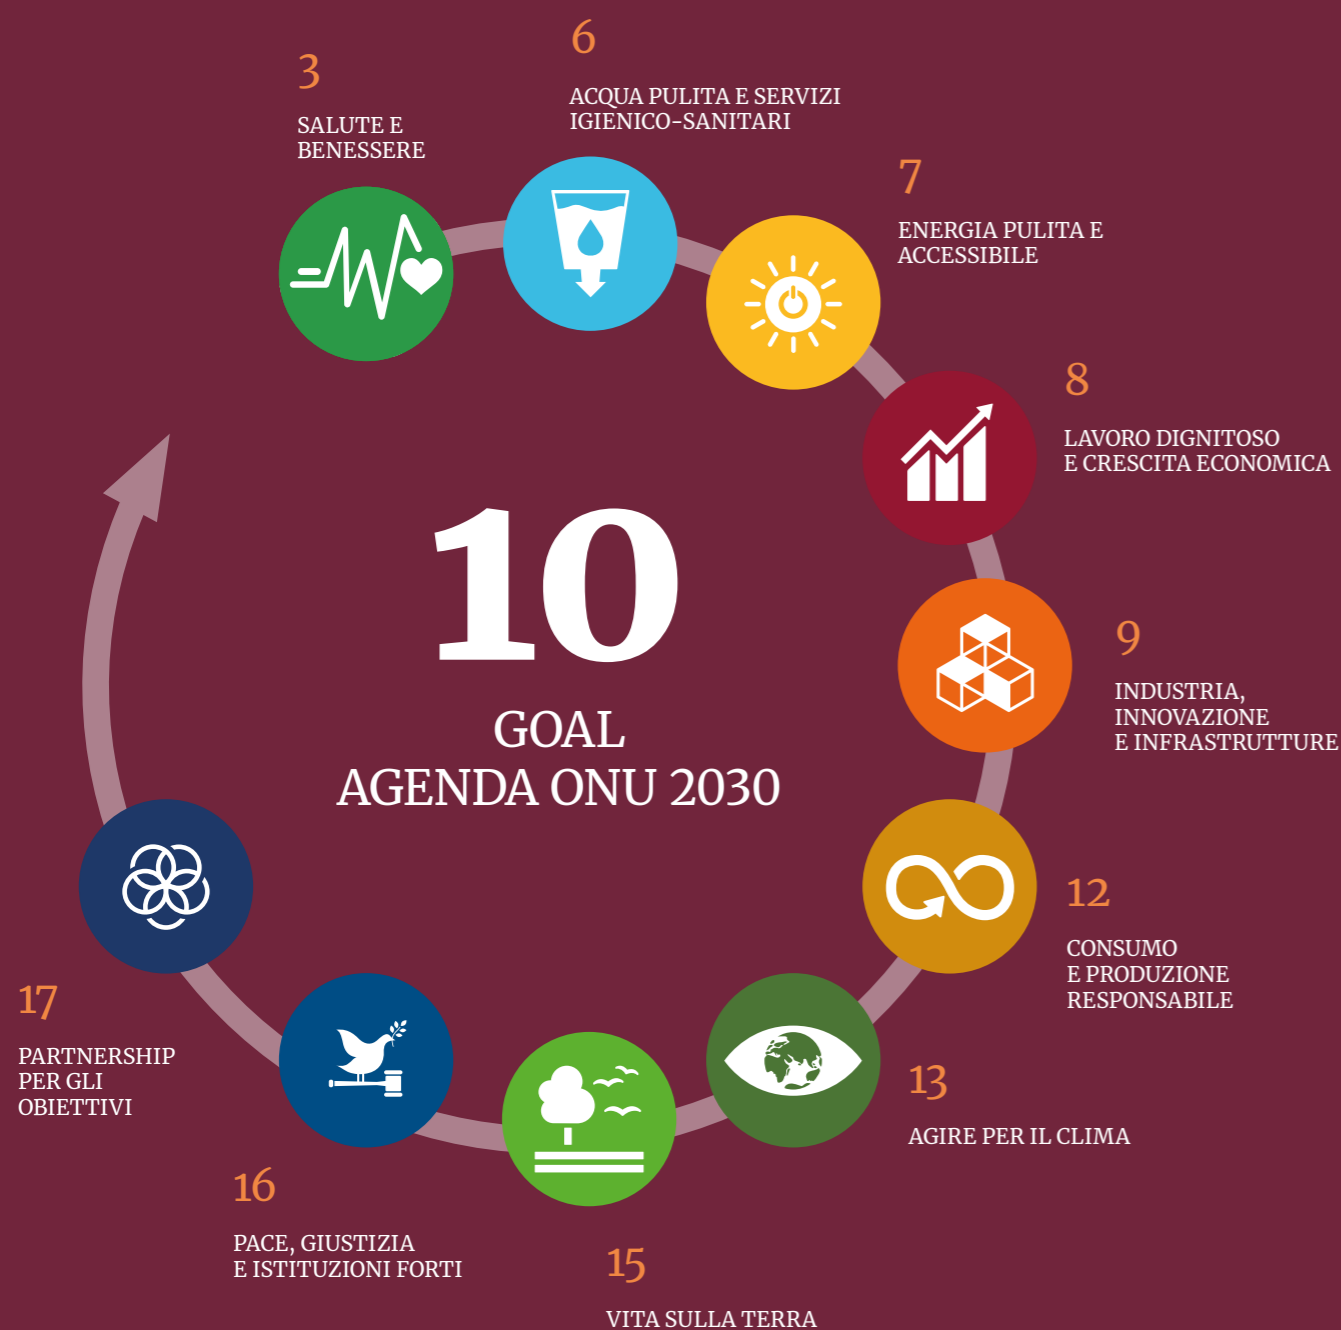 3
SALUTE E
BENESSERE
6
ACQUA PULITA E SERVIZI
IGIENICO-SANITARI
7
ENERGIA PULITA E
ACCESSIBILE
8
LAVORO DIGNITOSO
E CRESCITA ECONOMICA
9
INDUSTRIA,
INNOVAZIONE
E INFRASTRUTTURE
10
GOAL
AGENDA ONU 2030
12
CONSUMO
E PRODUZIONE
RESPONSABILE
13
AGIRE PER IL CLIMA
15
VITA SULLA TERRA
16
PACE, GIUSTIZIA
E ISTITUZIONI FORTI
17
PARTNERSHIP
PER GLI
OBIETTIVI